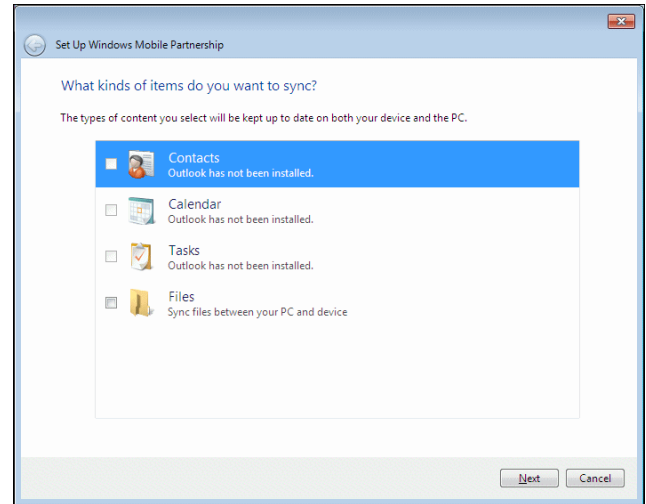 Set Up Windows Mobile Partnership
What kinds of items do you want to sync?
The types of content you select will be kept up to date on both your device and the PC.
Contacts
Outlook has not been installed.
Calendar
Outlook has not been installed.
Tasks
Outlook has not been installed.
Files
Sync files between your PC and device
Next Cancel